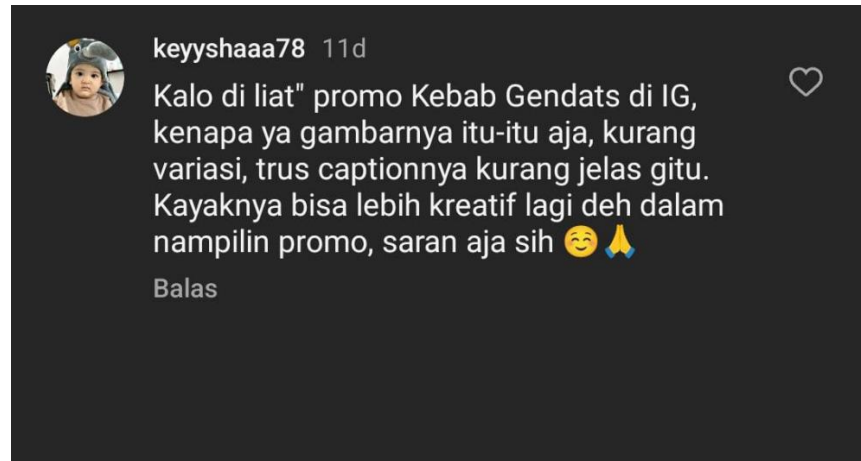 keyyshaaa78 11d
Kalo di liat" promo Kebab Gendats di IG,
kenapa ya gambarnya itu-itu aja, kurang
variasi, trus captionnya kurang jelas gitu.
Kayaknya bisa lebih kreatif lagi deh dalam
nampilin promo, saran aja sih ☺️🙏
Balas